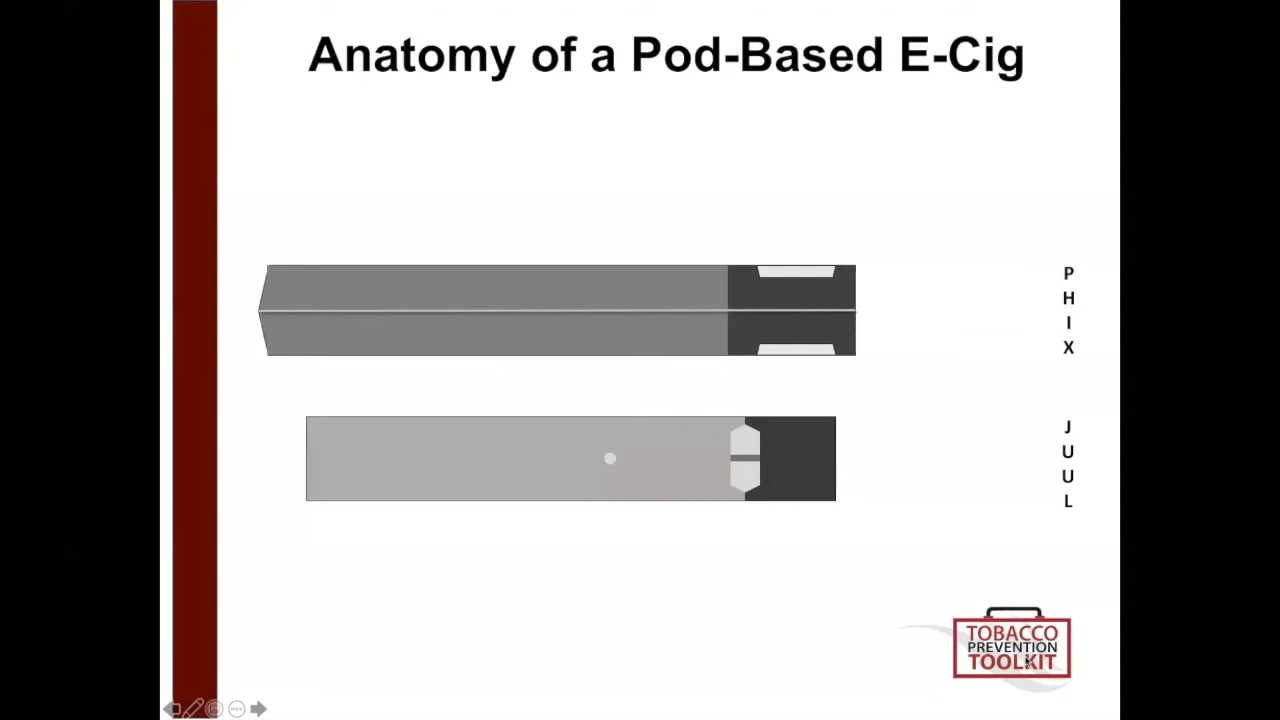 Anatomy of a Pod-Based E-Cig
P
H
I
X
J
U
U
L
TOBACCO
PREVENTION
TOOLKIT